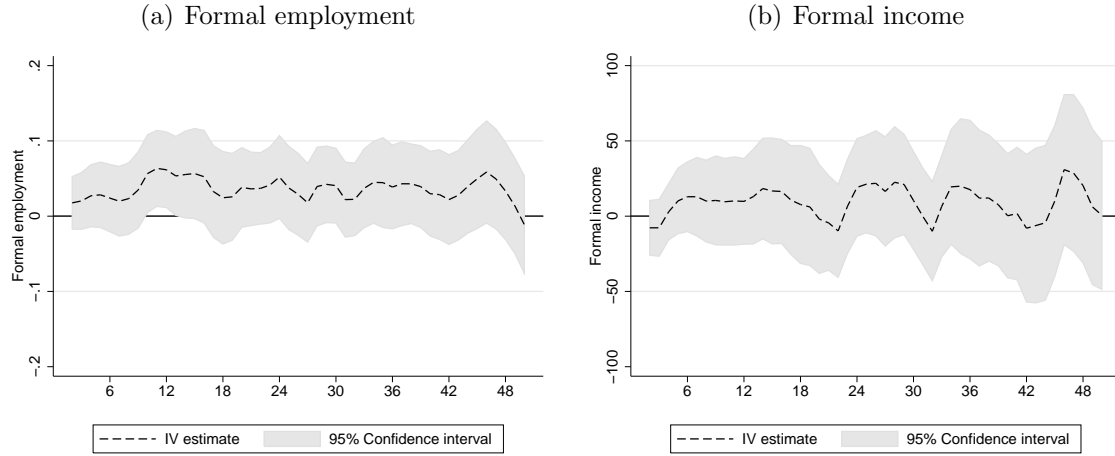 (a) Formal employment
Formal employment
.2
.1
0
-.1
-.2
6 12 18 24 30 36 42 48
IV estimate 95% Confidence interval
(b) Formal income
Formal income
100
50
0
-50
-100
6 12 18 24 30 36 42 48
IV estimate 95% Confidence interval